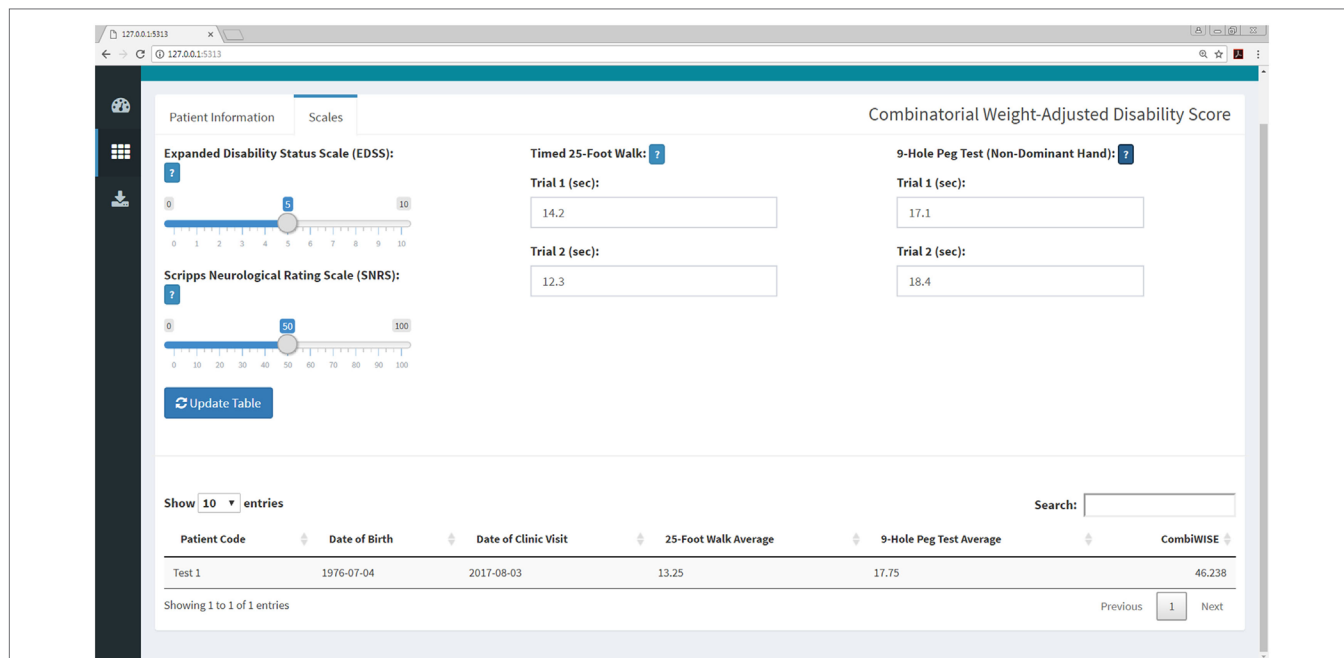 127.0.0.1:5313
127.0.0.1:5313
Patient Information Scales Combinatorial Weight-Adjusted Disability Score
Expanded Disability Status Scale (EDSS):
?
0 5 10
0 1 2 3 4 5 6 7 8 9 10
Scripps Neurological Rating Scale (SNRS):
?
0 50 100
0 10 20 30 40 50 60 70 80 90 100
Update Table
Timed 25-Foot Walk: ?
Trial 1 (sec):
14.2
Trial 2 (sec):
12.3
9-Hole Peg Test (Non-Dominant Hand): ?
Trial 1 (sec):
17.1
Trial 2 (sec):
18.4
Show 10 entries Search:
Patient Code Date of Birth Date of Clinic Visit 25-Foot Walk Average 9-Hole Peg Test Average CombiWISE
Test 1 1976-07-04 2017-08-03 13.25 17.75 46.238
Showing 1 to 1 of 1 entries Previous 1 Next